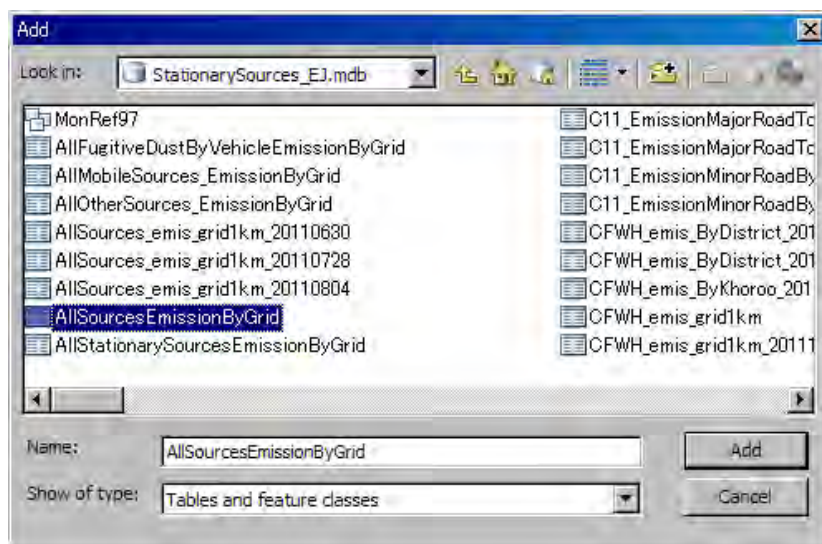 Add
Look in:
StationarySources_EJ.mdb
MonRef97
AllFugitiveDustByVehicleEmissionByGrid
AllMobileSources_EmissionByGrid
AllOtherSources_EmissionByGrid
AllSources_emis_grid1km_20110630
AllSources_emis_grid1km_20110728
AllSources_emis_grid1km_20110804
AllSourcesEmissionByGrid
AllStationarySourcesEmissionByGrid
C11_EmissionMajorRoadTo
C11_EmissionMajorRoadTo
C11_EmissionMinorRoadBy
C11_EmissionMinorRoadBy
CFWH_emis_ByDistrict_201
CFWH_emis_ByDistrict_201
CFWH_emis_ByKhoroo_201
CFWH_emis_grid1km
CFWH_emis_grid1km_20111
Name:
AllSourcesEmissionByGrid
Add
Show of type:
Tables and feature classes
Cancel